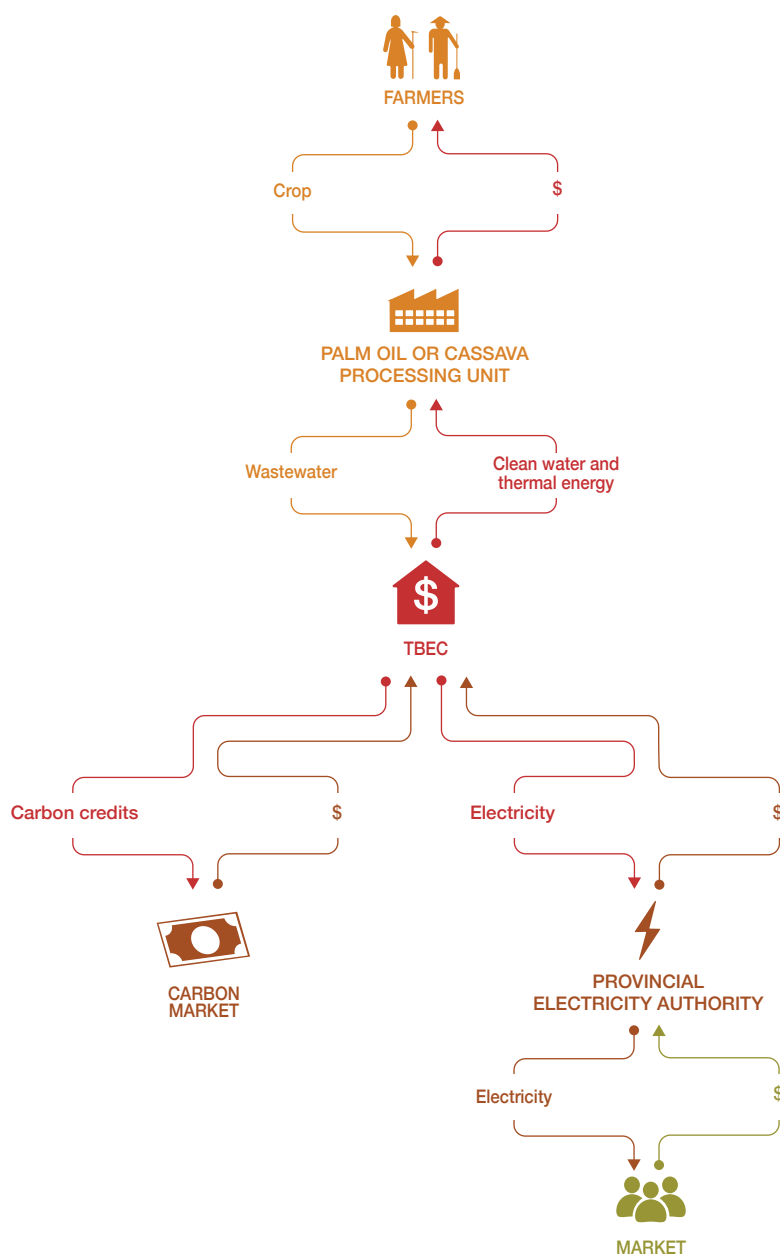 FARMERS
Crop
$
PALM OIL OR CASSAVA
PROCESSING UNIT
Wastewater
Clean water and
thermal energy
$
TBEC
Carbon credits
$
Electricity
$
CARBON
MARKET
PROVINCIAL
ELECTRICITY AUTHORITY
Electricity
$
MARKET